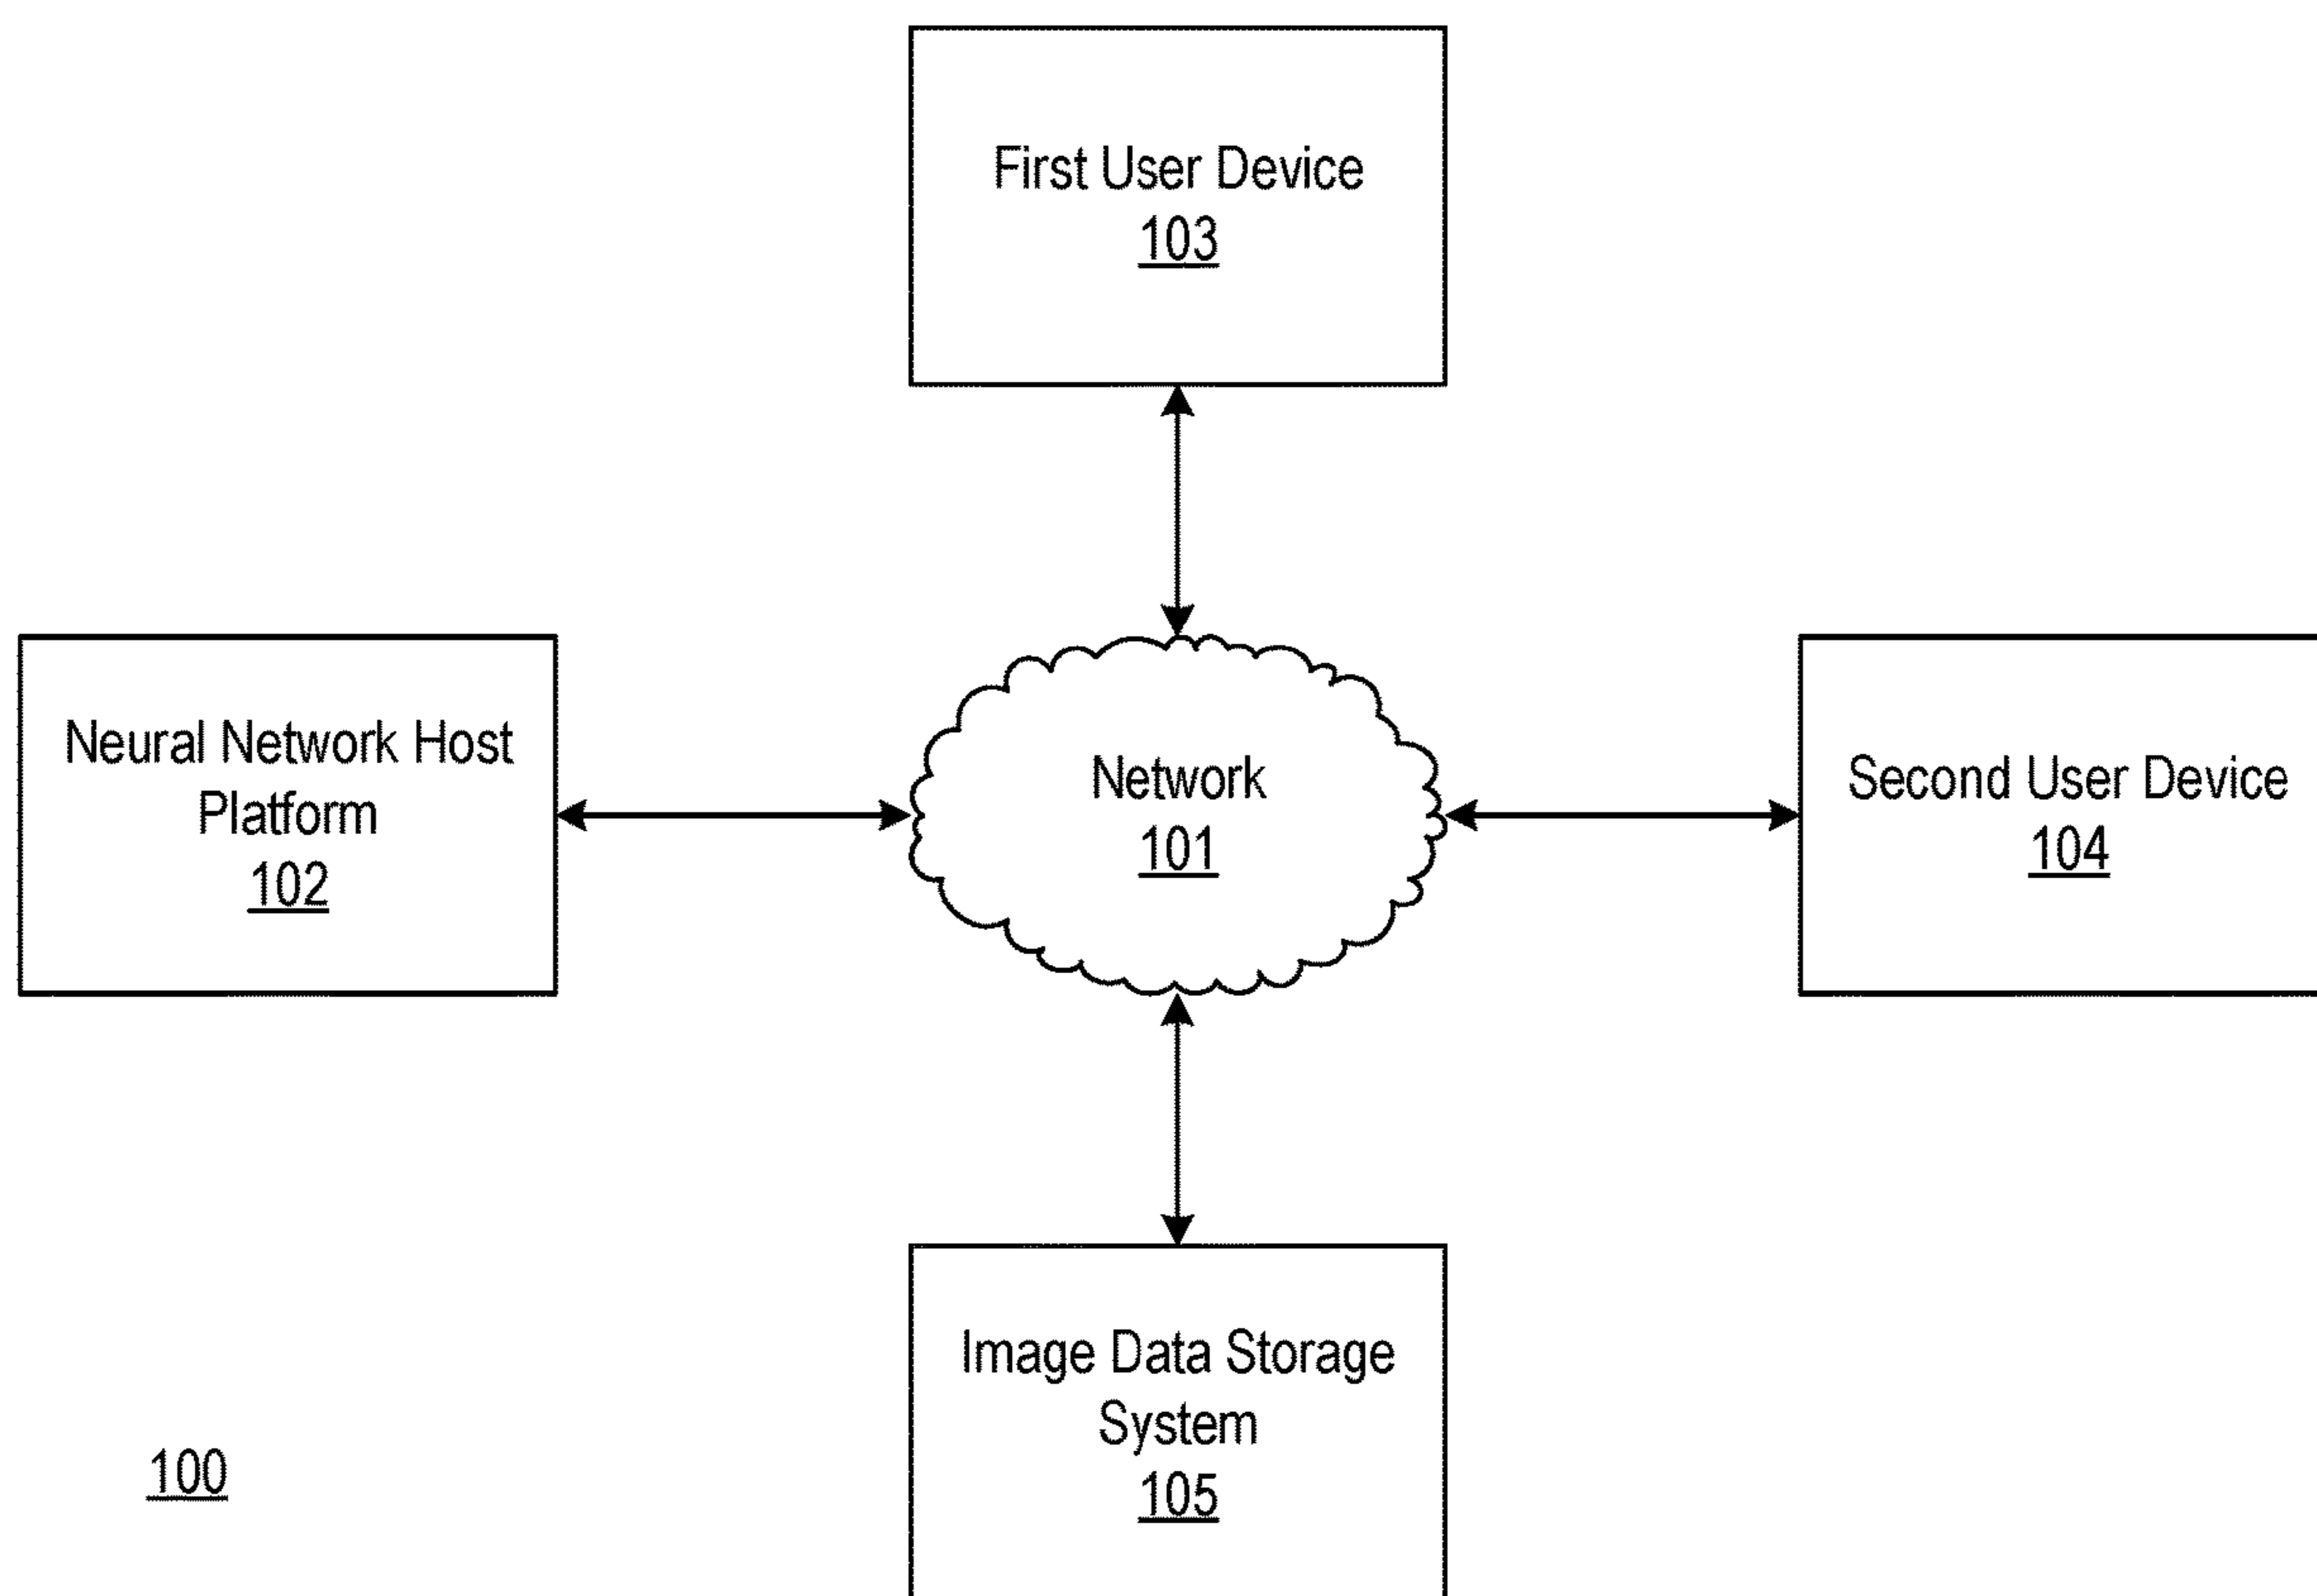 First User Device
103
Neural Network Host
Platform
102
Network
101
Second User Device
104
Image Data Storage
System
105
100